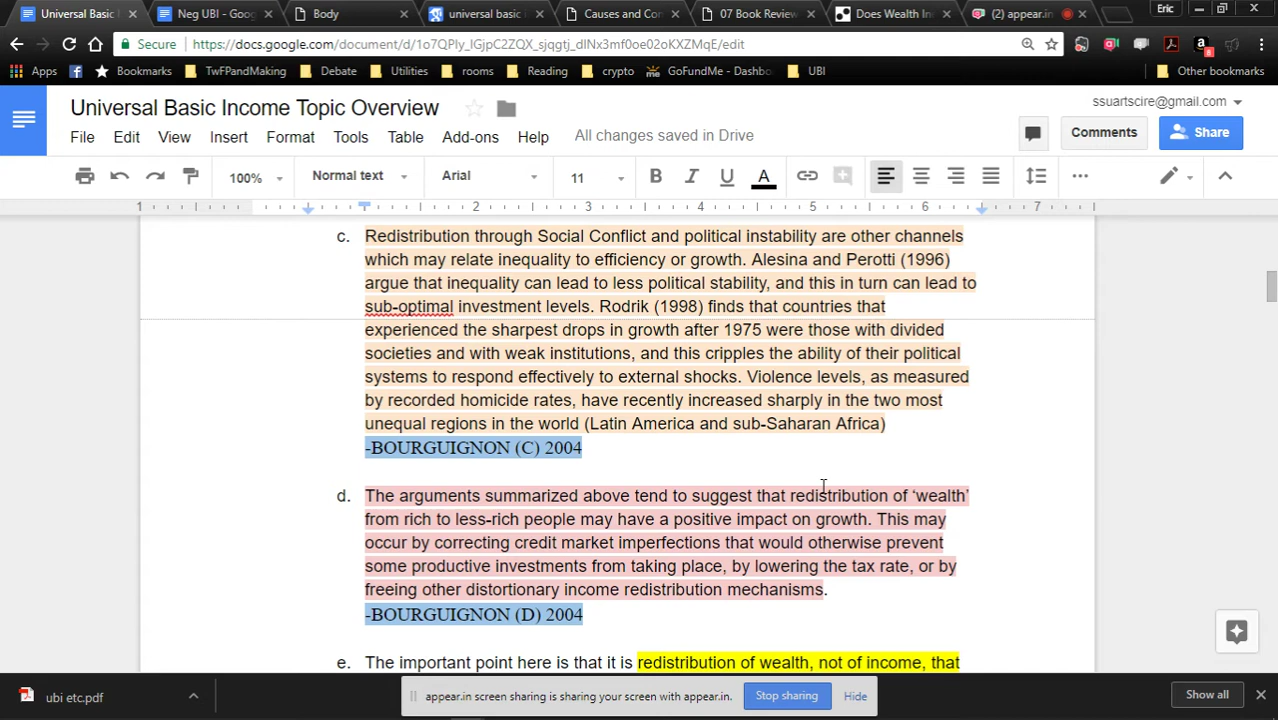 Universal Basic Inc
Neg UBI - Goo
Body
universal basic i
Causes and Cor
07 Book Review
Does Wealth In
(2) appear.in
Eric
Secure
https://docs.google.com/document/d/1o7QPIy_IGjpC2ZQX_sjqgtj_dINx3mf0oe02oKXZMqE/edit
8
Apps
Bookmarks
TwFPandMaking
Debate
Utilities
rooms
Reading
crypto
me
GoFundMe - Dashbo
UBI
Other bookmarks
Universal Basic Income Topic Overview
ssuartscire@gmail.com
File Edit View Insert Format Tools Table Add-ons Help
All changes saved in Drive
Comments
Share
100%
Normal text
Arial
11
B I U A
1 1 2 3 4 5 6 7
c. Redistribution through Social Conflict and political instability are other channels
which may relate inequality to efficiency or growth. Alesina and Perotti (1996)
argue that inequality can lead to less political stability, and this in turn can lead to
sub-optimal investment levels. Rodrik (1998) finds that countries that
experienced the sharpest drops in growth after 1975 were those with divided
societies and with weak institutions, and this cripples the ability of their political
systems to respond effectively to external shocks. Violence levels, as measured
by recorded homicide rates, have recently increased sharply in the two most
unequal regions in the world (Latin America and sub-Saharan Africa)
-BOURGUIGNON (C) 2004
d. The arguments summarized above tend to suggest that redistribution of ‘wealth’
from rich to less-rich people may have a positive impact on growth. This may
occur by correcting credit market imperfections that would otherwise prevent
some productive investments from taking place, by lowering the tax rate, or by
freeing other distortionary income redistribution mechanisms.
-BOURGUIGNON (D) 2004
e. The important point here is that it is redistribution of wealth, not of income, that
ubi etc.pdf
appear.in screen sharing is sharing your screen with appear.in.
Stop sharing
Hide
Show all